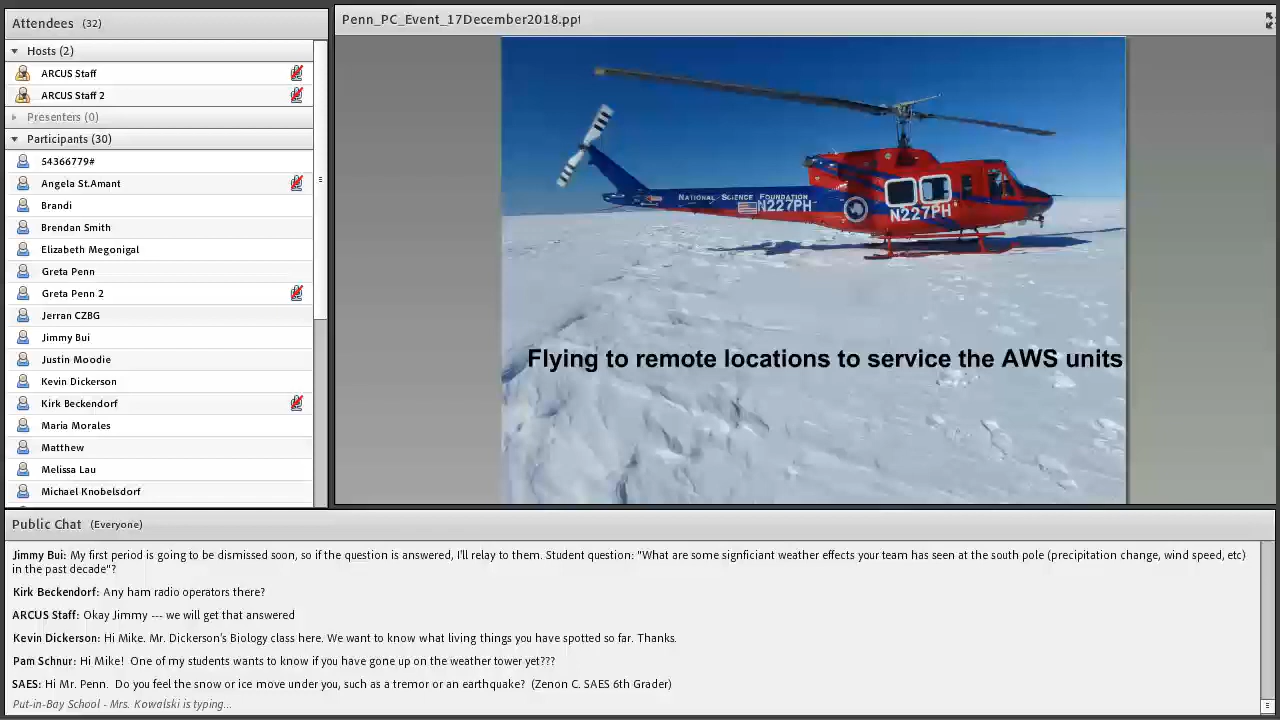 Attendees (32)
Hosts (2)
ARCUS Staff
ARCUS Staff 2
Presenters (0)
Participants (30)
54366779#
Angela St.Amant
Brandi
Brendan Smith
Elizabeth Megonigal
Greta Penn
Greta Penn 2
Jerran CZBG
Jimmy Bui
Justin Moodie
Kevin Dickerson
Kirk Beckendorf
Maria Morales
Matthew
Melissa Lau
Michael Knobelsdorf
Penn_PC_Event_17December2018.ppt
NATIONAL SCIENCE FOUNDATION
N227PH
N227PH
Flying to remote locations to service the AWS units
Public Chat (Everyone)
Jimmy Bui: My first period is going to be dismissed soon, so if the question is answered, I'll relay to them. Student question: "What are some signficiant weather effects your team has seen at the south pole (precipitation change, wind speed, etc)
in the past decade"?
Kirk Beckendorf: Any ham radio operators there?
ARCUS Staff: Okay Jimmy --- we will get that answered
Kevin Dickerson: Hi Mike. Mr. Dickerson's Biology class here. We want to know what living things you have spotted so far. Thanks.
Pam Schnur: Hi Mike!  One of my students wants to know if you have gone up on the weather tower yet???
SAES: Hi Mr. Penn.  Do you feel the snow or ice move under you, such as a tremor or an earthquake?  (Zenon C. SAES 6th Grader)
Put-in-Bay School - Mrs. Kowalski is typing...